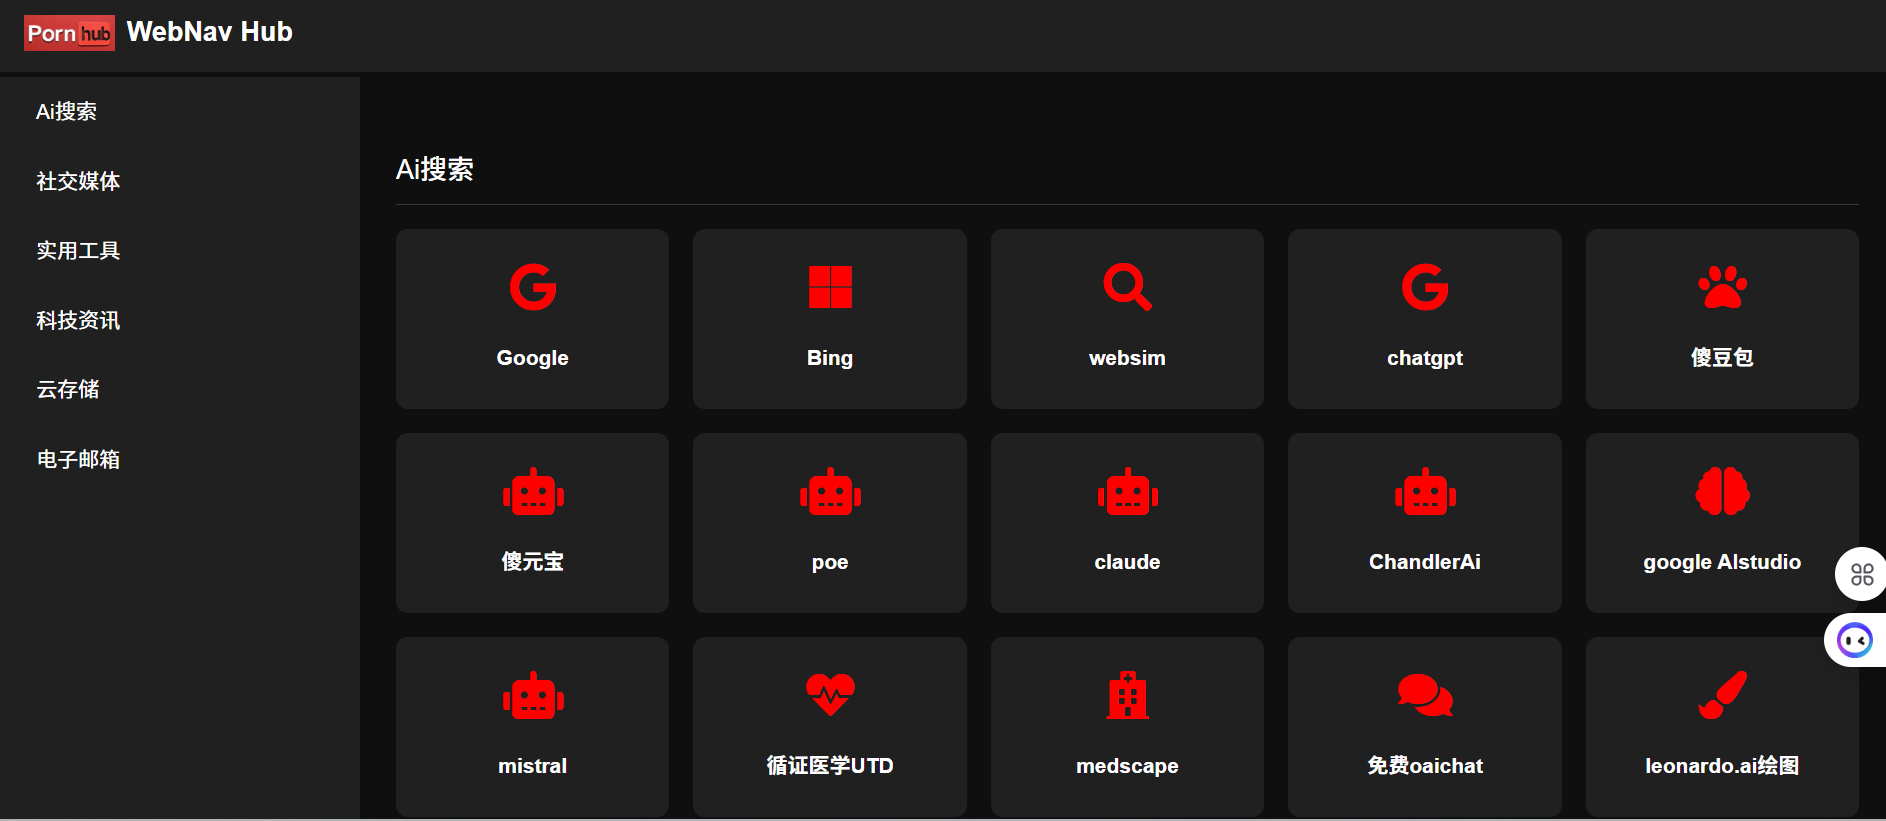 Porn hub WebNav Hub
Ai搜索
社交媒体
实用工具
科技资讯
云存储
电子邮箱
Ai搜索
Google
Bing
websim
chatgpt
傻豆包
傻元宝
poe
claude
ChandlerAi
google AIstudio
mistral
循证医学UTD
medscape
免费oaichat
leonardo.ai绘图